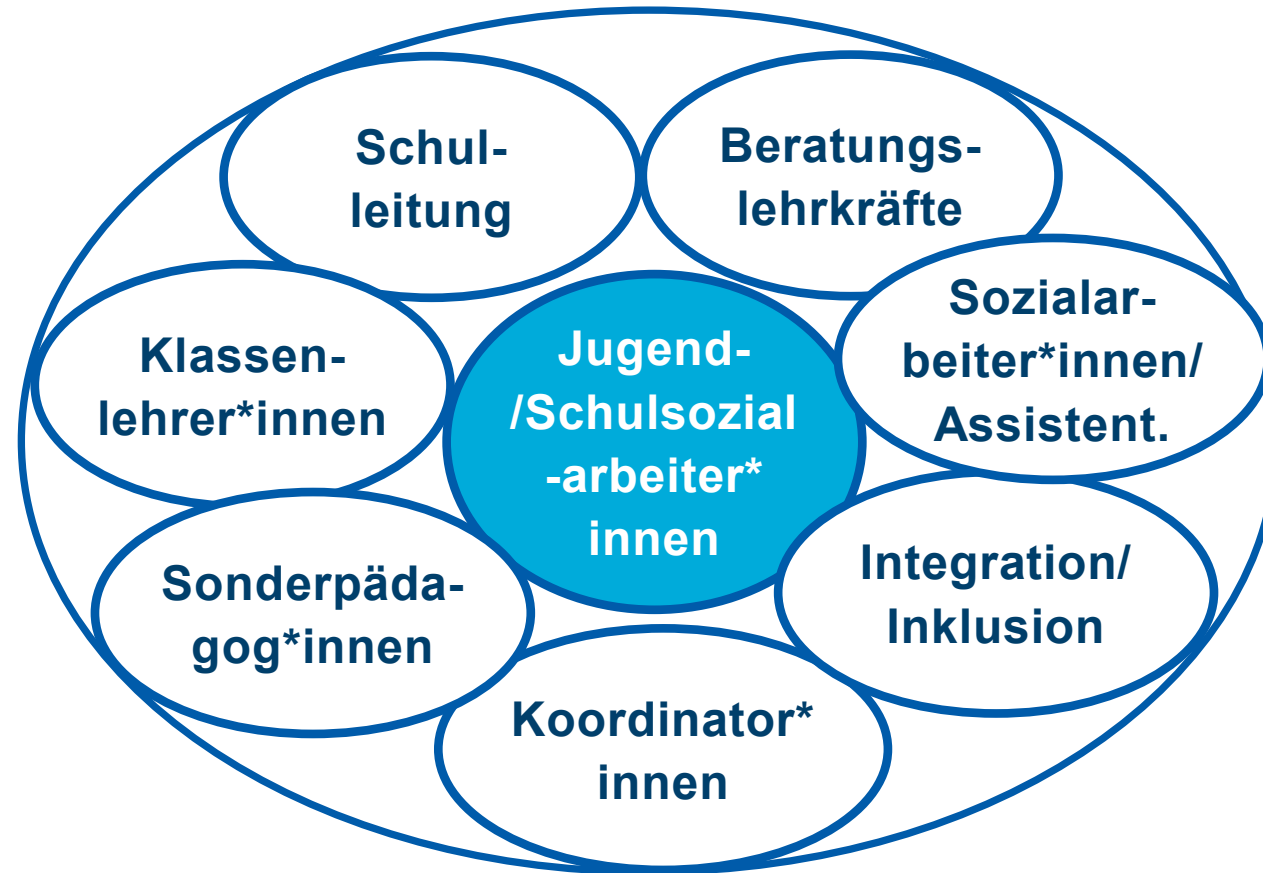 Schul-
leitung
Beratungs-
lehrkräfte
Sozialar-
beiter*innen/
Assistent.
Klassen-
lehrer*innen
Jugend-
/Schulsozial
-arbeiter*
innen
Sonderpäda-
gog*innen
Integration/
Inklusion
Koordinator*
innen